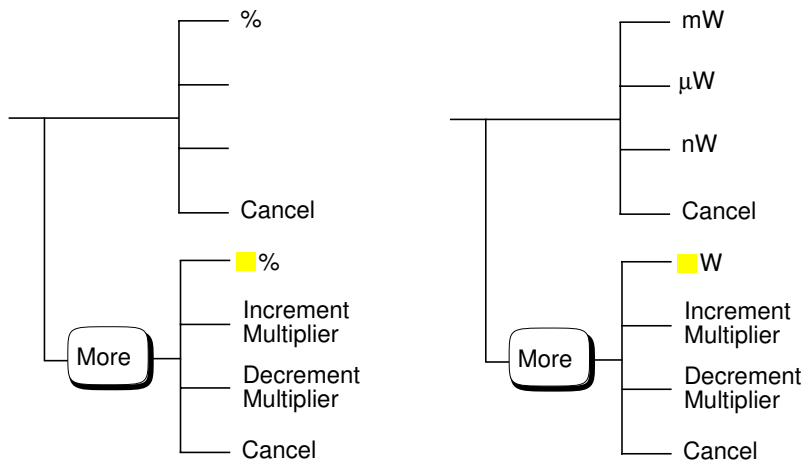 %
Cancel
%
More
Increment
Multiplier
Decrement
Multiplier
Cancel
mW
μW
nW
Cancel
W
More
Increment
Multiplier
Decrement
Multiplier
Cancel